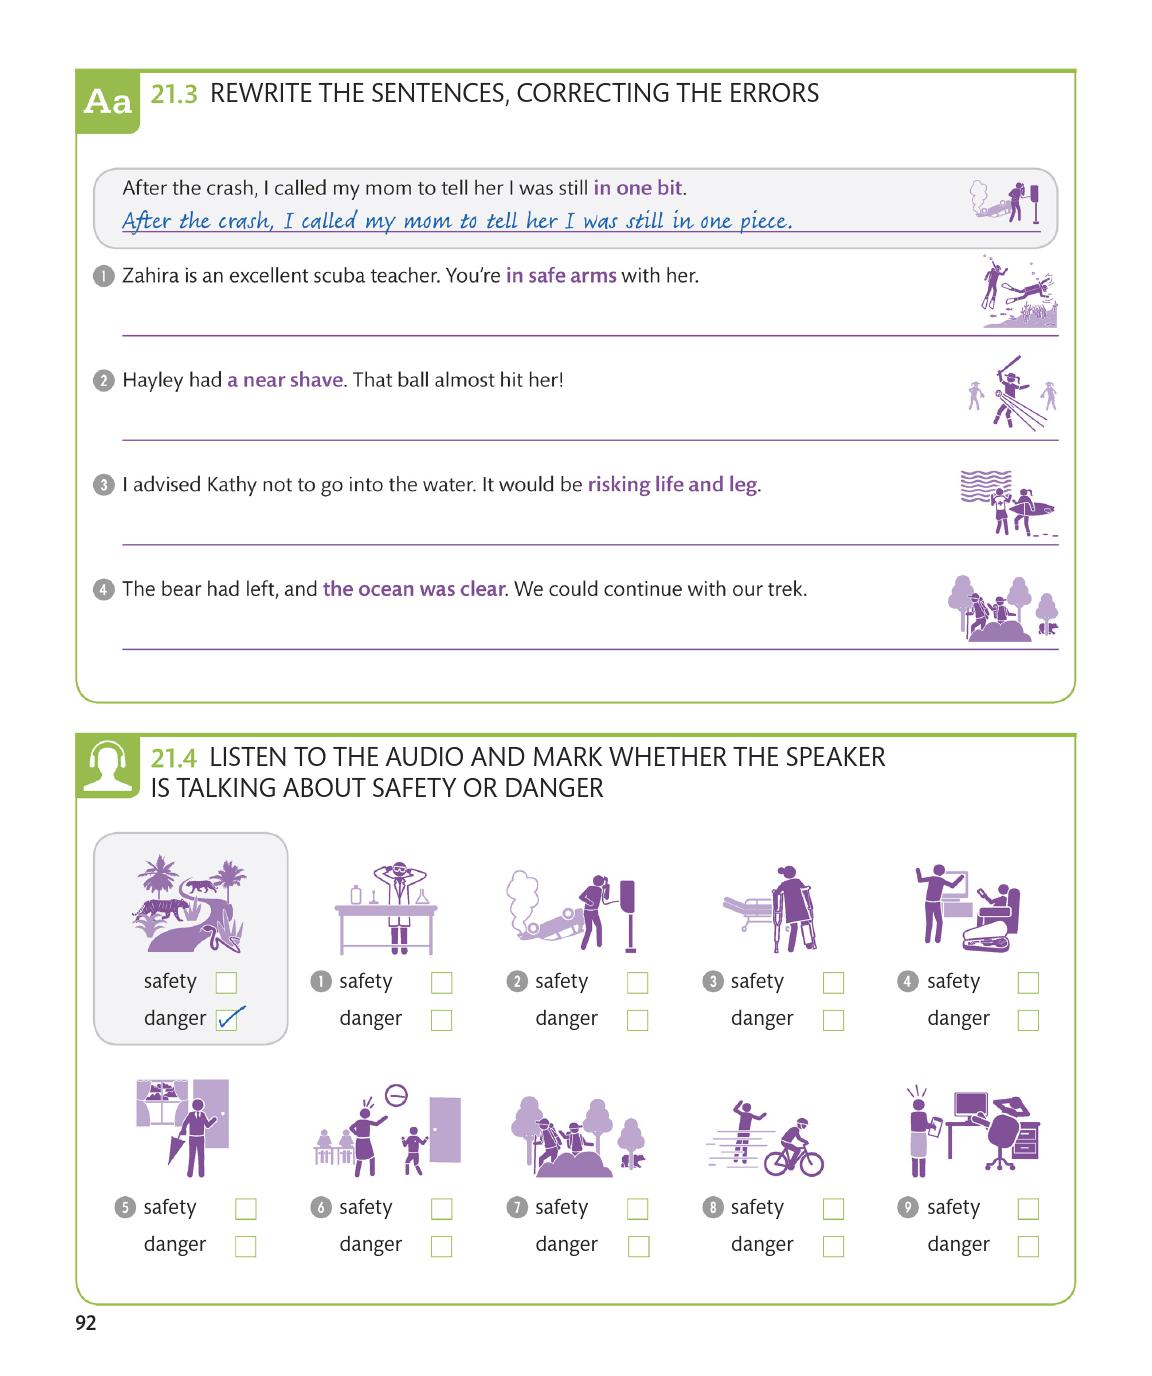 Aa 21.3 REWRITE THE SENTENCES, CORRECTING THE ERRORS
After the crash, I called my mom to tell her I was still in one bit.
After the crash, I called my mom to tell her I was still in one piece.
1 Zahira is an excellent scuba teacher. You're in safe arms with her.
2 Hayley had a near shave. That ball almost hit her!
3 I advised Kathy not to go into the water. It would be risking life and leg.
4 The bear had left, and the ocean was clear. We could continue with our trek.
21.4 LISTEN TO THE AUDIO AND MARK WHETHER THE SPEAKER
IS TALKING ABOUT SAFETY OR DANGER
safety 1 safety 2 safety 3 safety 4 safety
danger danger danger danger danger
5 safety 6 safety 7 safety 8 safety 9 safety
danger danger danger danger danger
92